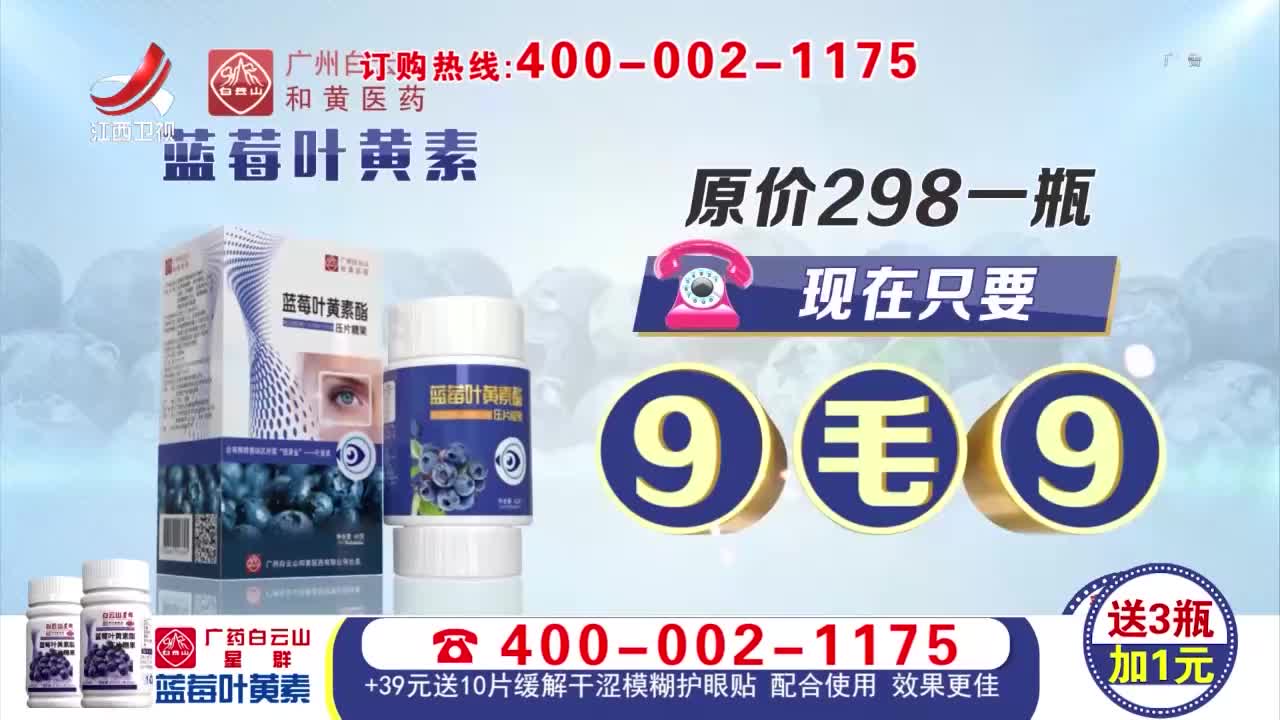 江西卫视
白云山
广州白
和黄医药
订购热线:400-002-1175
广告
蓝莓叶黄素
原价298一瓶
现在只要
9毛9
蓝莓叶黄素酯
压片糖果
蓝莓叶黄素酯
压片糖果
白云山
广药白云山
星群
蓝莓叶黄素
400-002-1175
+39元送10片缓解干涩模糊护眼贴 配合使用 效果更佳
送3瓶
加1元